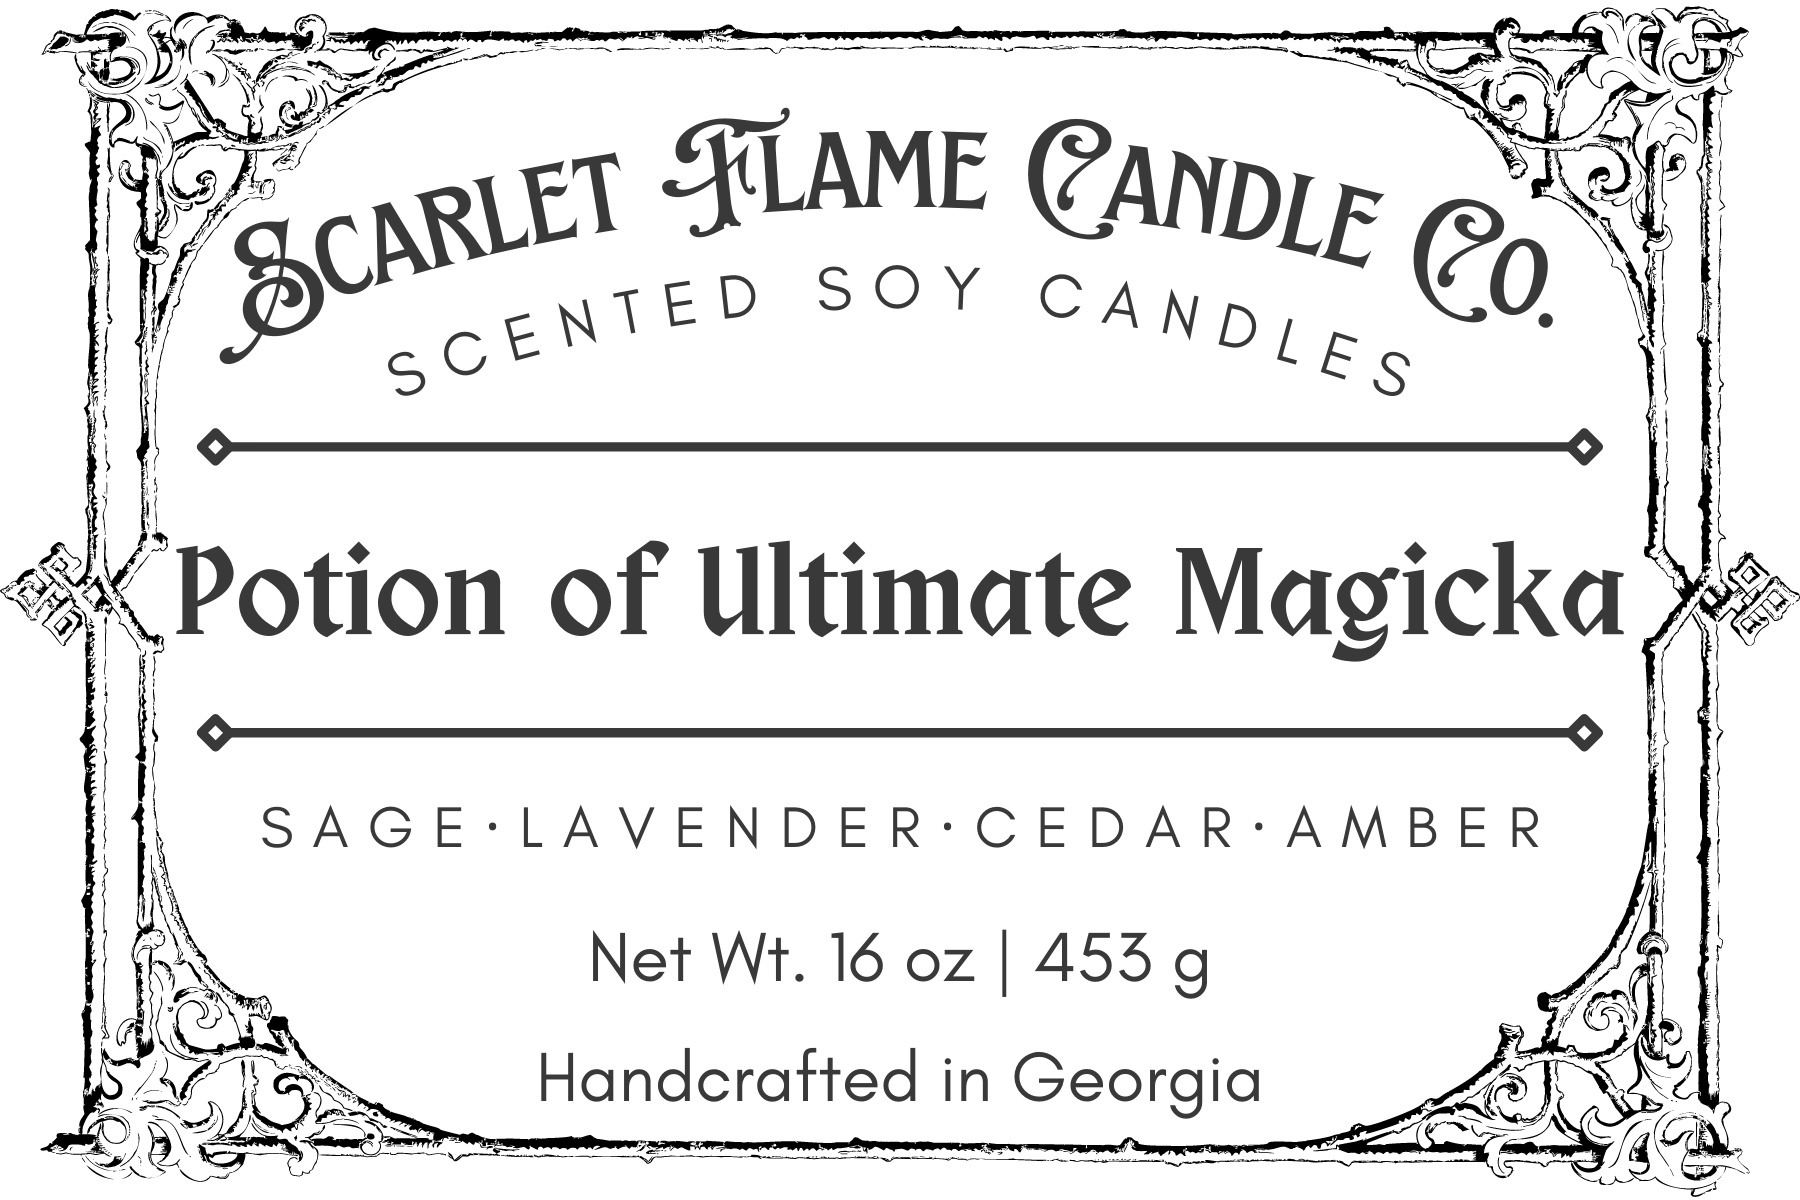 Scarlet Flame Candle Co.
SCENTED SOY CANDLES
Potion of Ultimate Magicka
SAGE·LAVENDER·CEDAR·AMBER
Net Wt. 16 oz | 453 g
Handcrafted in Georgia